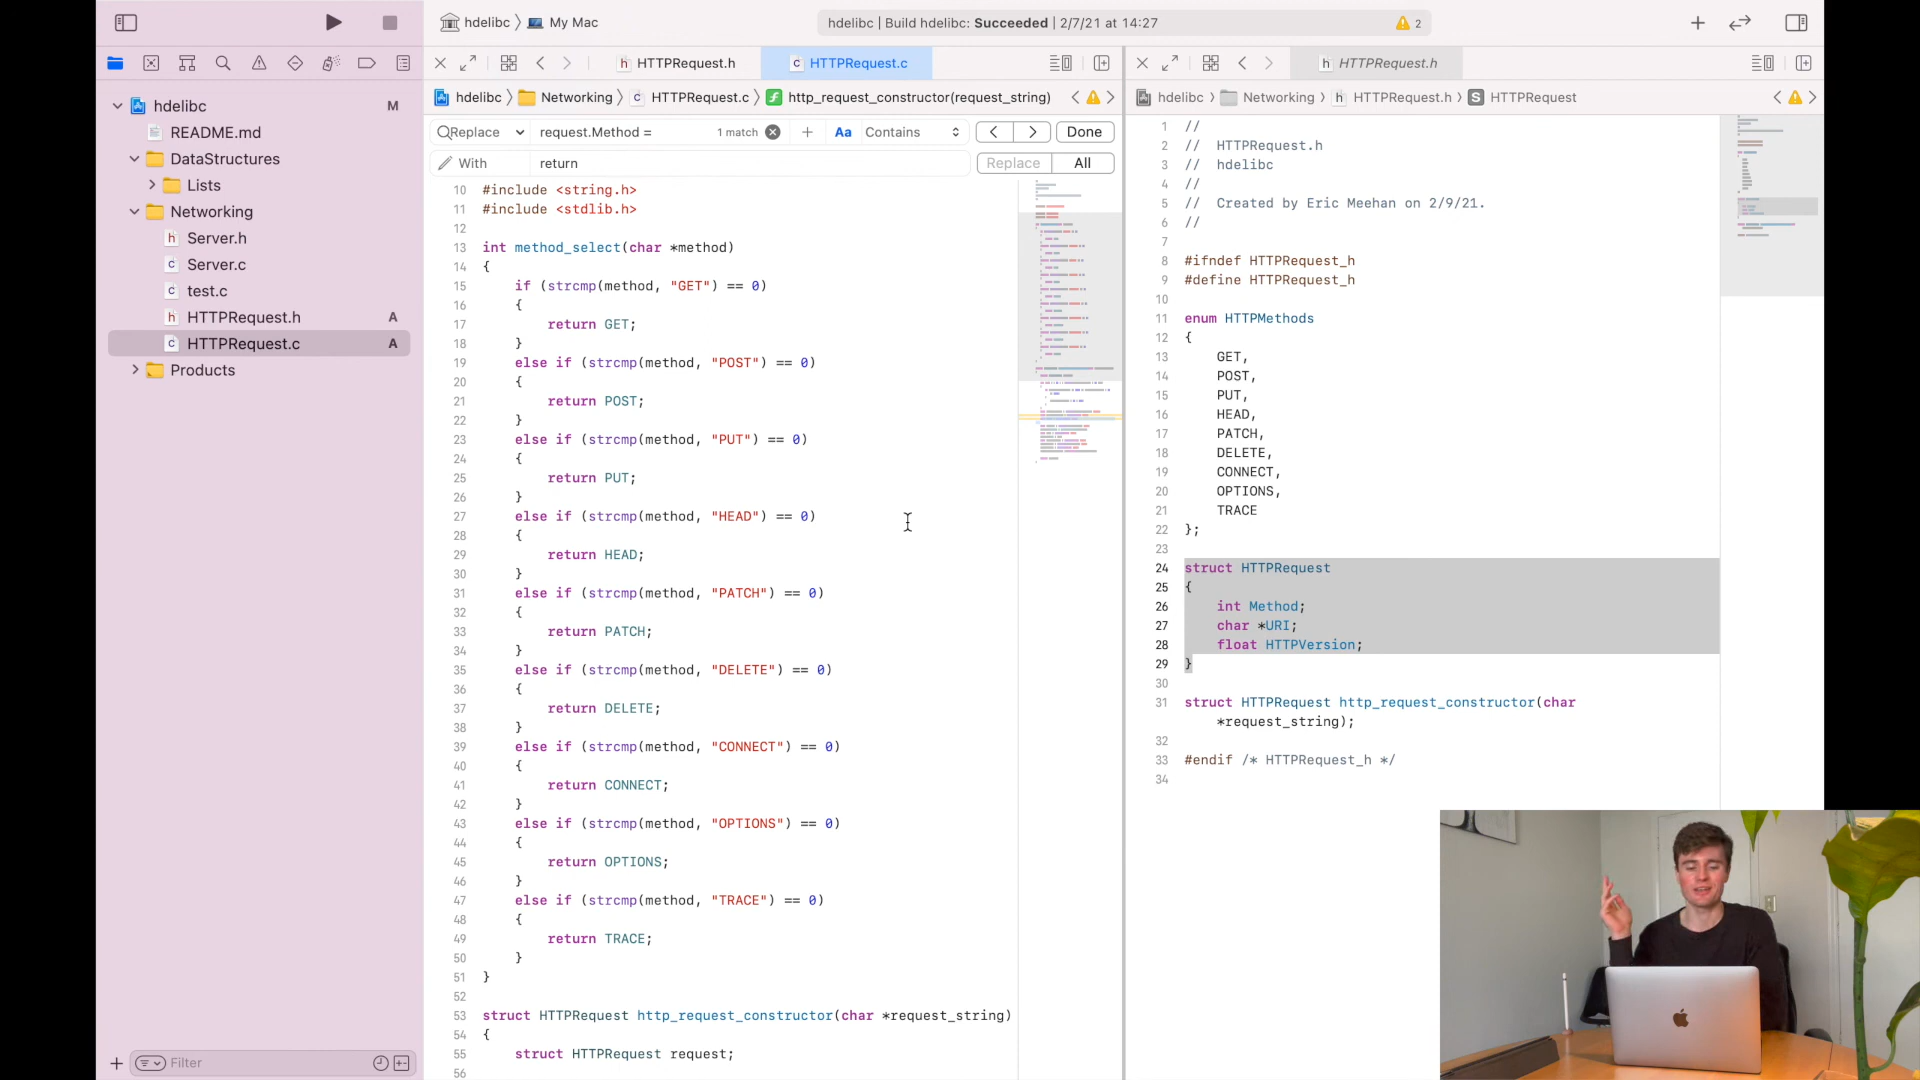 hdelibc
My Mac
hdelibc | Build hdelibc: Succeeded | 2/7/21 at 14:27
2
hdelibc
M
README.md
DataStructures
Lists
Networking
Server.h
Server.c
test.c
HTTPRequest.h
A
HTTPRequest.c
A
Products
Filter
HTTPRequest.h
HTTPRequest.c
hdelibc
Networking
HTTPRequest.c
http_request_constructor(request_string)
Replace
request.Method =
1 match
Aa
Contains
Done
With
return
Replace
All
10 #include <string.h>
11 #include <stdlib.h>
12
13 int method_select(char *method)
14 {
15 if (strcmp(method, "GET") == 0)
16 {
17 return GET;
18 }
19 else if (strcmp(method, "POST") == 0)
20 {
21 return POST;
22 }
23 else if (strcmp(method, "PUT") == 0)
24 {
25 return PUT;
26 }
27 else if (strcmp(method, "HEAD") == 0)
28 {
29 return HEAD;
30 }
31 else if (strcmp(method, "PATCH") == 0)
32 {
33 return PATCH;
34 }
35 else if (strcmp(method, "DELETE") == 0)
36 {
37 return DELETE;
38 }
39 else if (strcmp(method, "CONNECT") == 0)
40 {
41 return CONNECT;
42 }
43 else if (strcmp(method, "OPTIONS") == 0)
44 {
45 return OPTIONS;
46 }
47 else if (strcmp(method, "TRACE") == 0)
48 {
49 return TRACE;
50 }
51 }
52
53 struct HTTPRequest http_request_constructor(char *request_string)
54 {
55 struct HTTPRequest request;
56
HTTPRequest.h
hdelibc
Networking
HTTPRequest.h
S HTTPRequest
1 //
2 // HTTPRequest.h
3 // hdelibc
4 //
5 // Created by Eric Meehan on 2/9/21.
6 //
7
8 #ifndef HTTPRequest_h
9 #define HTTPRequest_h
10
11 enum HTTPMethods
12 {
13 GET,
14 POST,
15 PUT,
16 HEAD,
17 PATCH,
18 DELETE,
19 CONNECT,
20 OPTIONS,
21 TRACE
22 };
23
24 struct HTTPRequest
25 {
26 int Method;
27 char *URI;
28 float HTTPVersion;
29 }
30
31 struct HTTPRequest http_request_constructor(char
*request_string);
32
33 #endif /* HTTPRequest_h */
34